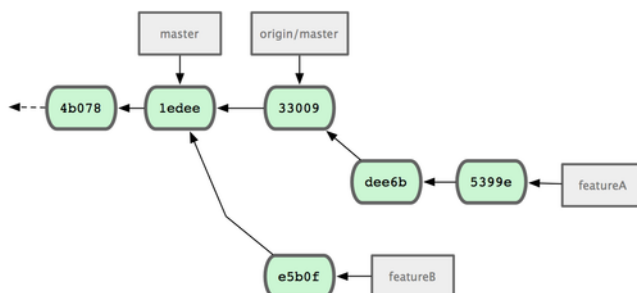 master
origin/master
4b078
1edee
33009
dee6b
5399e
featureA
e5b0f
featureB